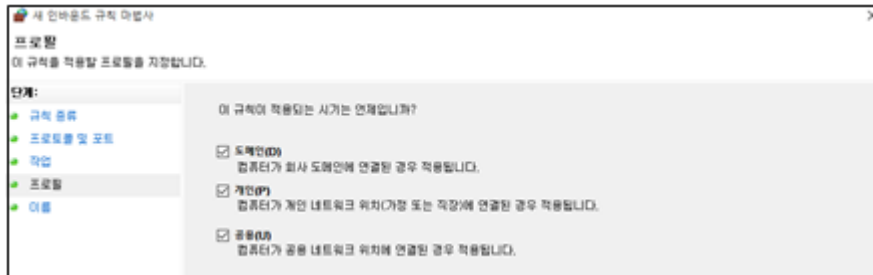 새 인바운드 규칙 마법사
프로필
이 규칙을 적용할 프로필을 지정합니다.
단계:
규칙 종류
프로토콜 및 포트
작업
프로필
이름
이 규칙이 적용되는 시기는 언제입니까?
도메인(D)
컴퓨터가 회사 도메인에 연결된 경우 적용됩니다.
개인(P)
컴퓨터가 개인 네트워크 위치(가정 또는 직장)에 연결된 경우 적용됩니다.
공용(U)
컴퓨터가 공용 네트워크 위치에 연결된 경우 적용됩니다.